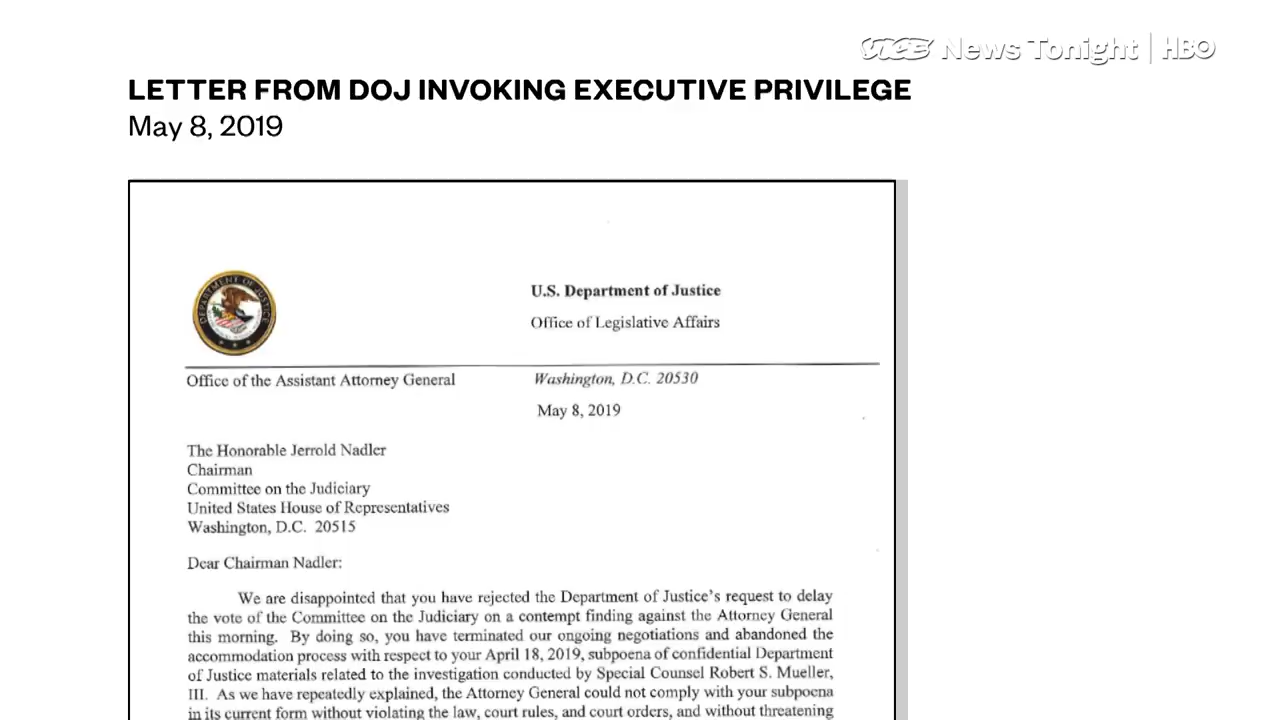 VICE News Tonight | HBO
LETTER FROM DOJ INVOKING EXECUTIVE PRIVILEGE
May 8, 2019
DEPARTMENT OF JUSTICE
U.S. Department of Justice
Office of Legislative Affairs
Office of the Assistant Attorney General
Washington, D.C. 20530
May 8, 2019
The Honorable Jerrold Nadler
Chairman
Committee on the Judiciary
United States House of Representatives
Washington, D.C. 20515
Dear Chairman Nadler:
We are disappointed that you have rejected the Department of Justice's request to delay
the vote of the Committee on the Judiciary on a contempt finding against the Attorney General
this morning. By doing so, you have terminated our ongoing negotiations and abandoned the
accommodation process with respect to your April 18, 2019, subpoena of confidential Department
of Justice materials related to the investigation conducted by Special Counsel Robert S. Mueller,
III. As we have repeatedly explained, the Attorney General could not comply with your subpoena
in its current form without violating the law, court rules, and court orders, and without threatening